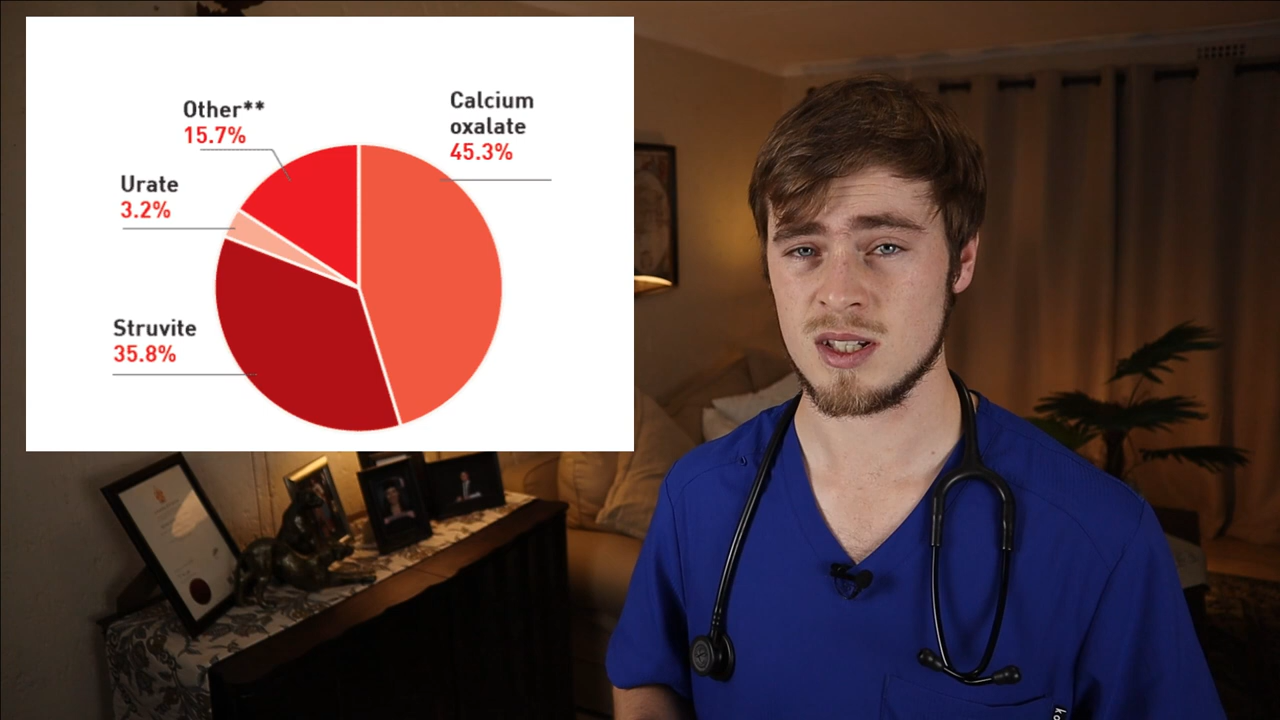 Other**
15.7%
Calcium
oxalate
45.3%
Urate
3.2%
Struvite
35.8%